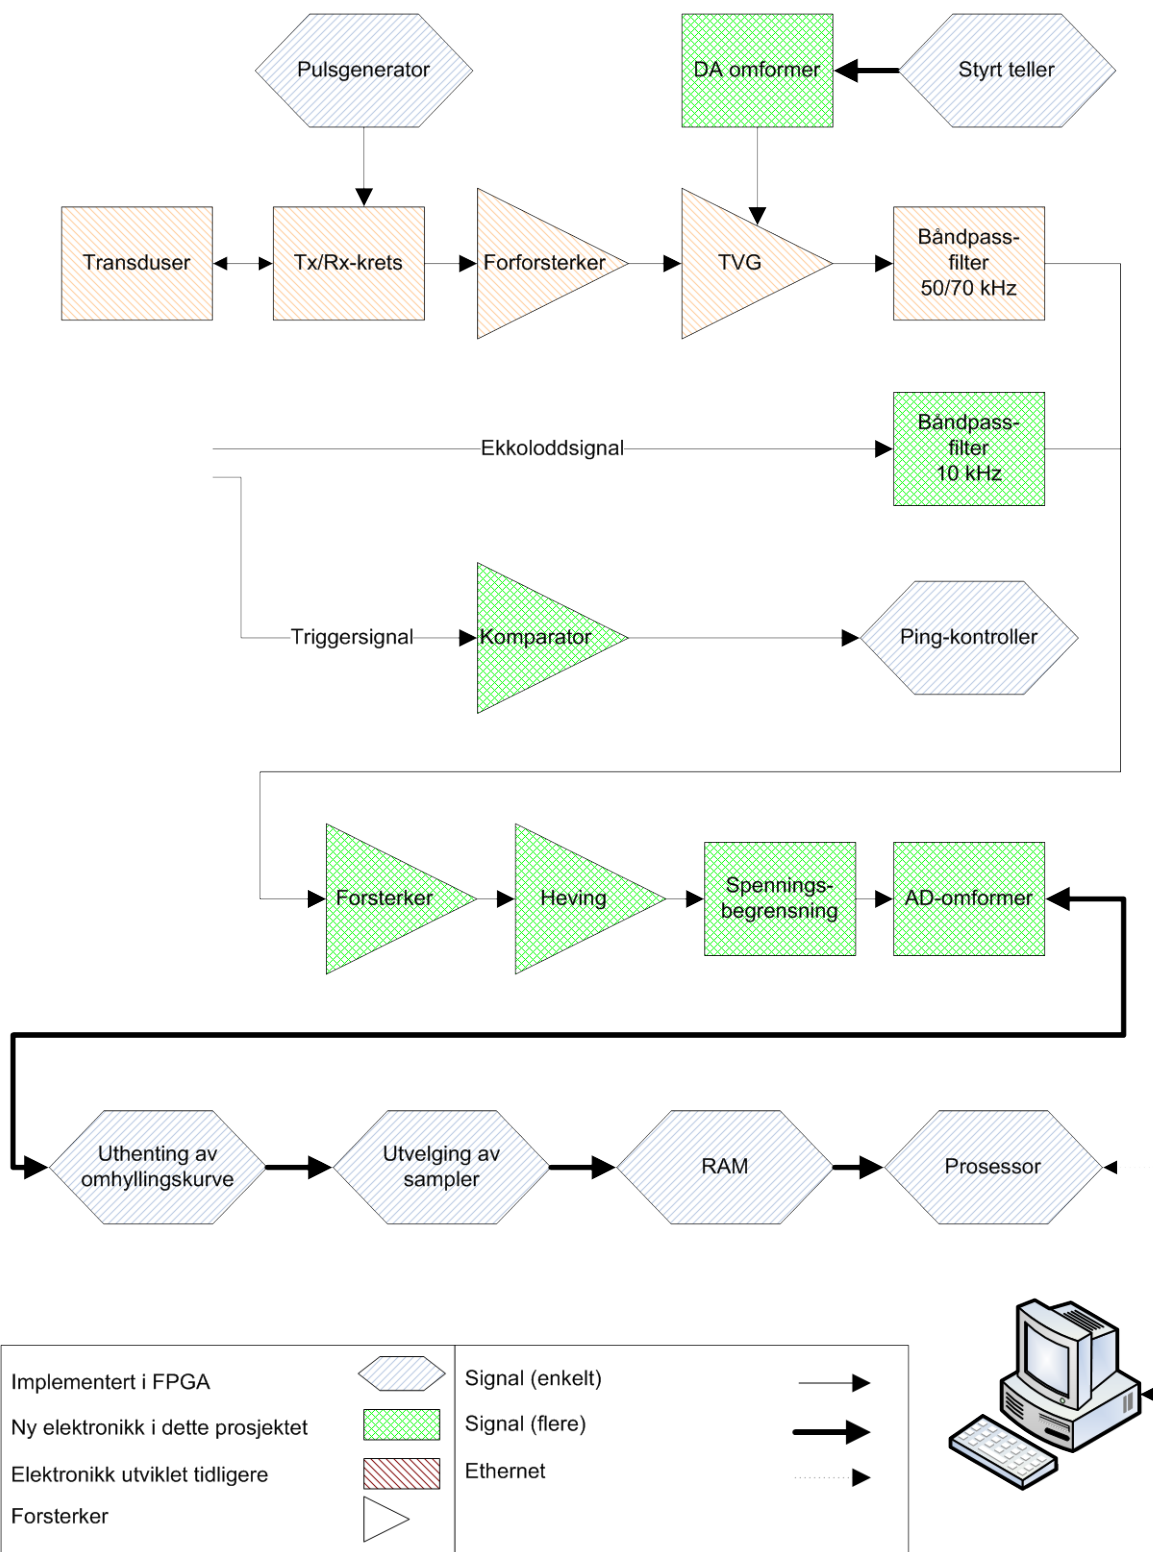 Pulsgenerator
DA omformer
Styrt teller
Transduser
Tx/Rx-krets
Forforsterker
TVG
Båndpass-
filter
50/70 kHz
Ekkoloddsignal
Båndpass-
filter
10 kHz
Triggersignal
Komparator
Ping-kontroller
Forsterker
Heving
Spennings-
begrensning
AD-omformer
Uthenting av
omhyllingskurve
Utvelging av
sampler
RAM
Prosessor
Implementert i FPGA
Ny elektronikk i dette prosjektet
Elektronikk utviklet tidligere
Forsterker
Signal (enkelt)
Signal (flere)
Ethernet